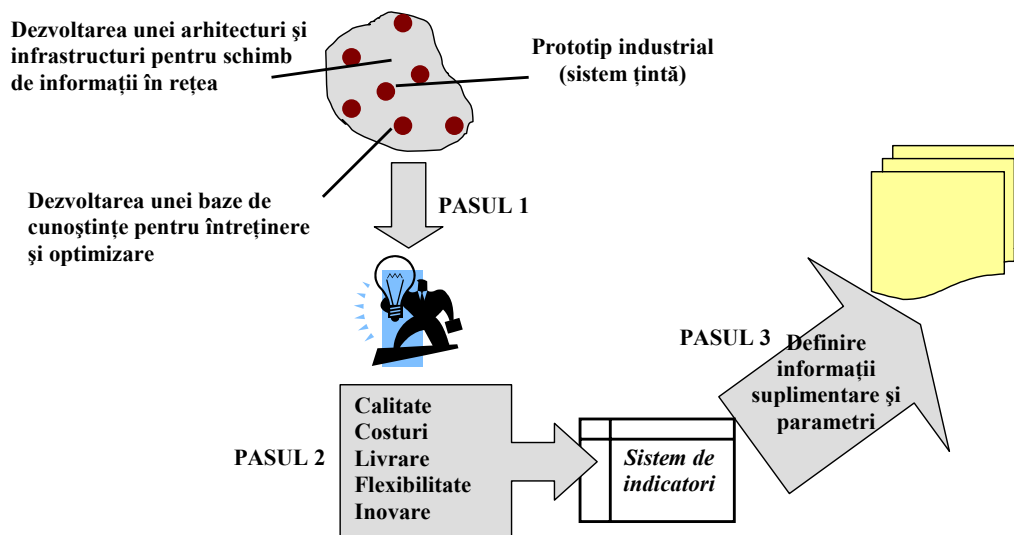 Dezvoltarea unei arhitecturi şi
infrastructuri pentru schimb
de informaţii în reţea
Prototip industrial
(sistem ţintă)
Dezvoltarea unei baze de
cunoştinţe pentru întreţinere
şi optimizare
PASUL 1
PASUL 3
Definire
informaţii
suplimentare şi
parametri
PASUL 2
Calitate
Costuri
Livrare
Flexibilitate
Inovare
Sistem de
indicatori